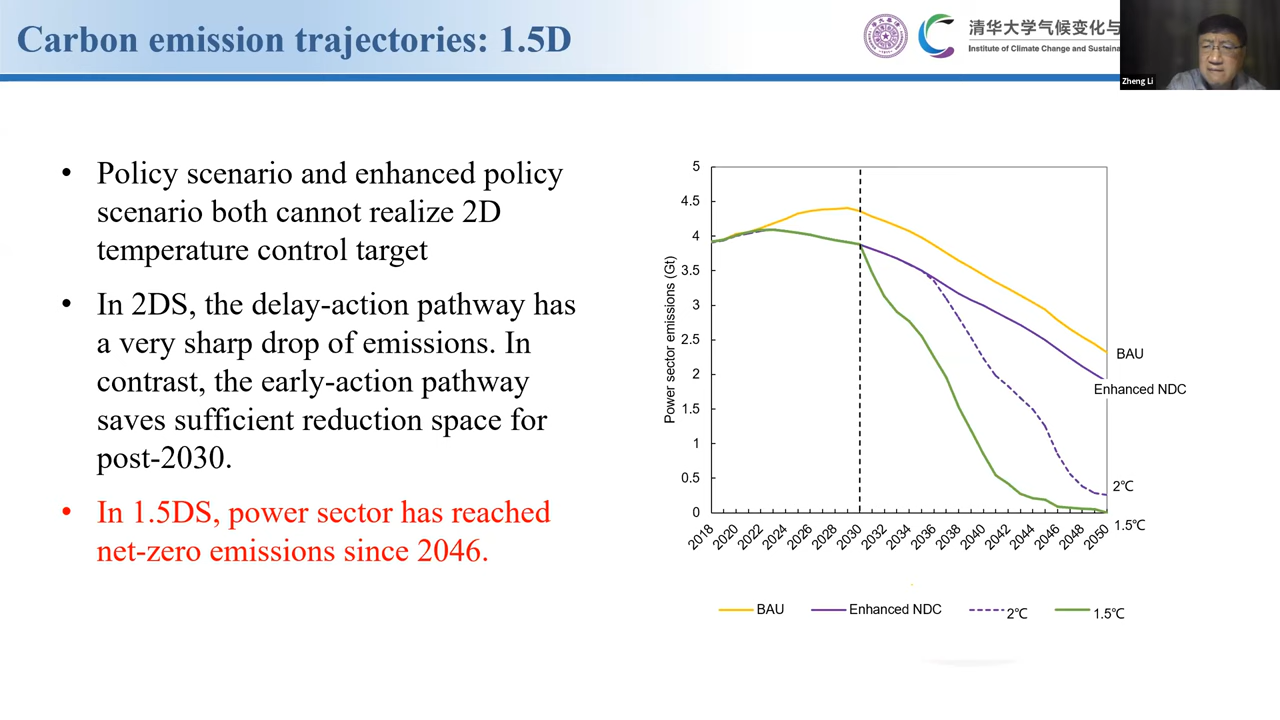 Carbon emission trajectories: 1.5D
清华大学气候变化与
Institute of Climate Change and Sustaina
Zheng Li
• Policy scenario and enhanced policy
scenario both cannot realize 2D
temperature control target
• In 2DS, the delay-action pathway has
a very sharp drop of emissions. In
contrast, the early-action pathway
saves sufficient reduction space for
post-2030.
• In 1.5DS, power sector has reached
net-zero emissions since 2046.
Power sector emissions (Gt)
5
4.5
4
3.5
3
2.5
2
1.5
1
0.5
0
2018 2020 2022 2024 2026 2028 2030 2032 2034 2036 2038 2040 2042 2044 2046 2048 2050
BAU
Enhanced NDC
2℃
1.5℃
BAU Enhanced NDC 2℃ 1.5℃